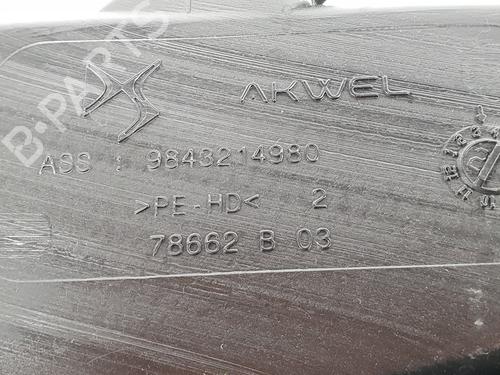 B-PARTS
AKWEL
ASS : 9843214980
>PE-HD< 2
78662 B 03